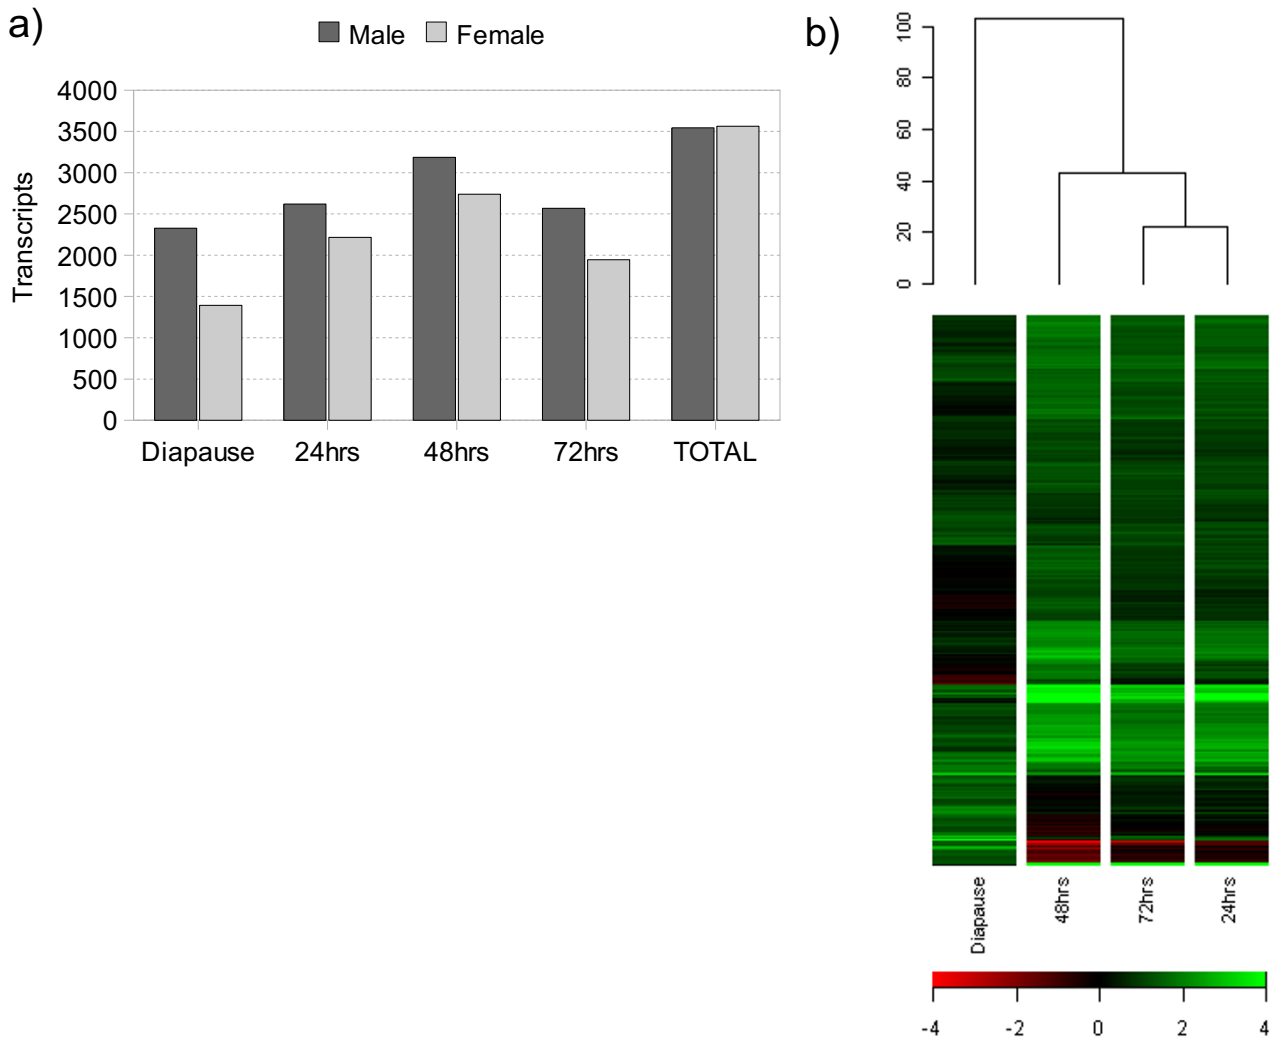 a)
Male Female
Transcripts
4000
3500
3000
2500
2000
1500
1000
500
0
Diapause 24hrs 48hrs 72hrs TOTAL
b)
100
80
60
40
20
0
Diapause 48hrs 72hrs 24hrs
-4 -2 0 2 4